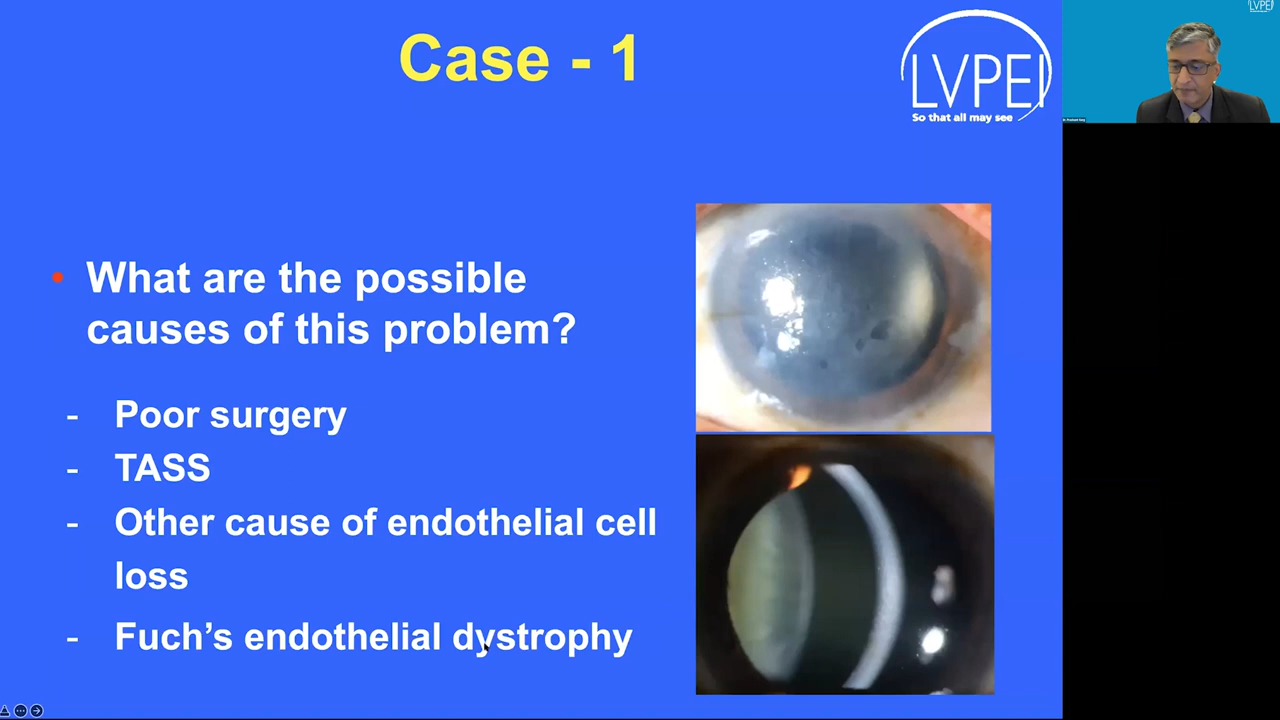 Case - 1
LVPEI
So that all may see
LVPEI
What are the possible
causes of this problem?
- Poor surgery
- TASS
- Other cause of endothelial cell
loss
- Fuch’s endothelial dystrophy